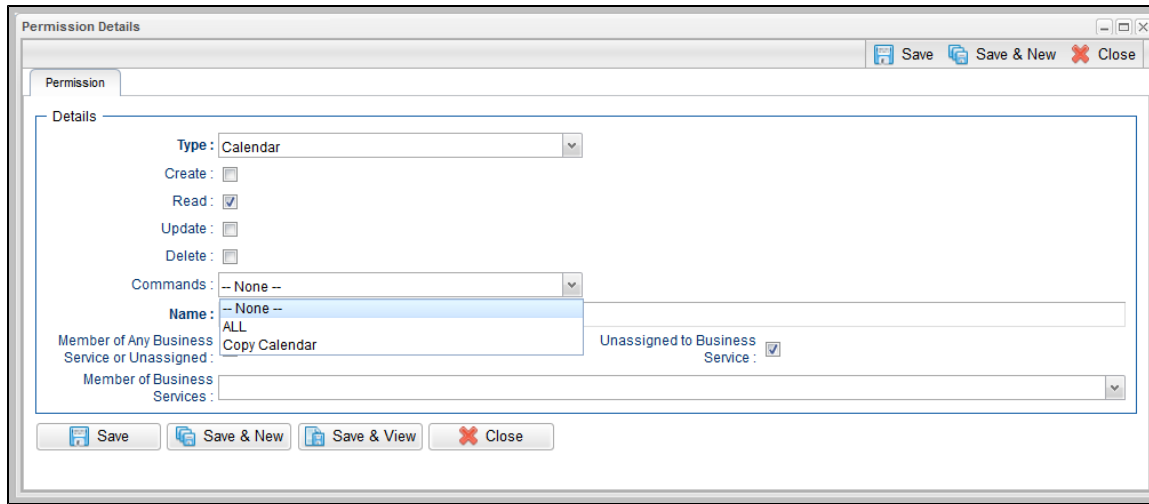 Permission Details
Save Save & New Close
Permission
Details
Type : Calendar
Create :
Read :
Update :
Delete :
Commands : -- None --
-- None --
Name :
ALL
Copy Calendar
Member of Any Business
Service or Unassigned :
Unassigned to Business
Service :
Member of Business
Services :
Save Save & New Save & View Close